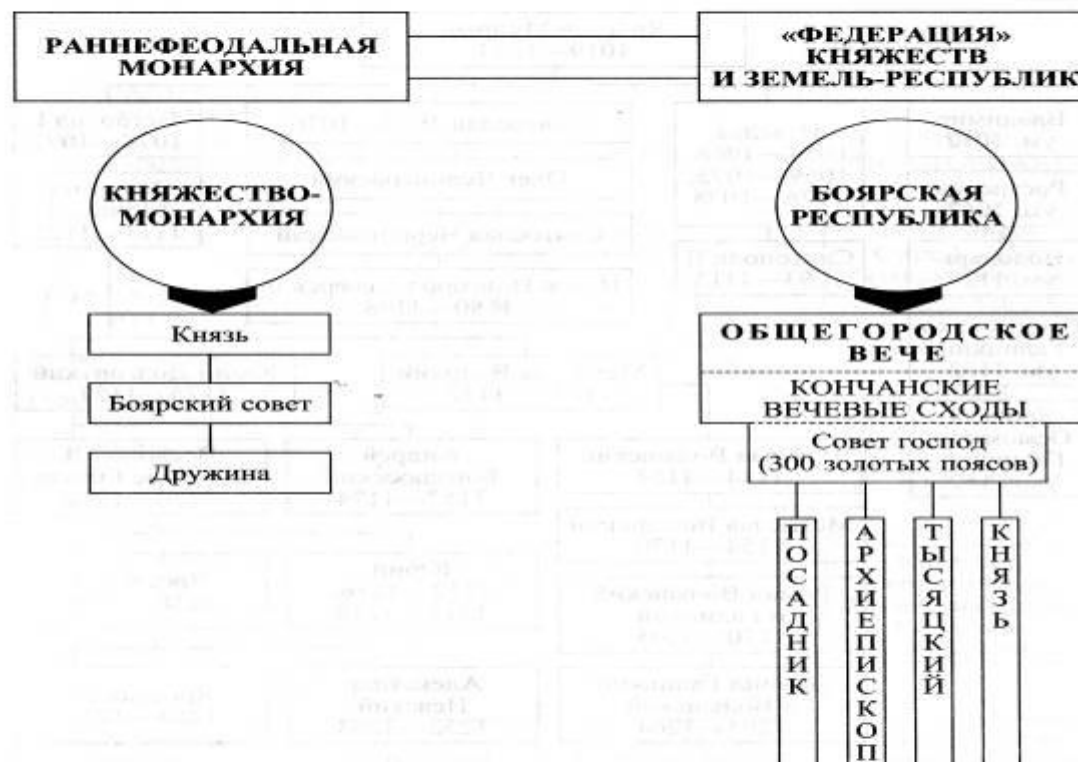 РАННЕФЕОДАЛЬНАЯ
МОНАРХИЯ
«ФЕДЕРАЦИЯ»
КНЯЖЕСТВ
И ЗЕМЕЛЬ-РЕСПУБЛИК
КНЯЖЕСТВО-
МОНАРХИЯ
БОЯРСКАЯ
РЕСПУБЛИКА
Князь
Боярский совет
Дружина
ОБЩЕГОРОДСКОЕ
ВЕЧЕ
КОНЧАНСКИЕ
ВЕЧЕВЫЕ СХОДЫ
Совет господ
(300 золотых поясов)
ПОСАДНИК
АРХИЕПИСКОП
ТЫСЯЦКИЙ
КНЯЗЬ